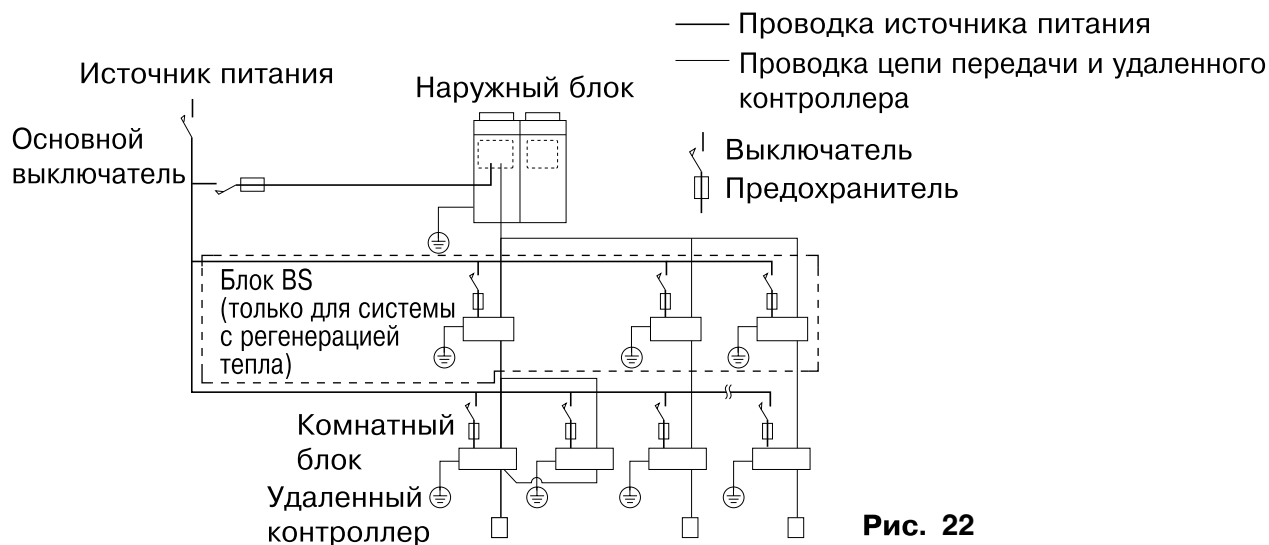 Проводка источника питания
Проводка цепи передачи и удаленного
контроллера
Источник питания
Наружный блок
Основной
выключатель
Выключатель
Предохранитель
Блок BS
(только для системы
с регенерацией
тепла)
Комнатный
блок
Удаленный
контроллер
Рис. 22